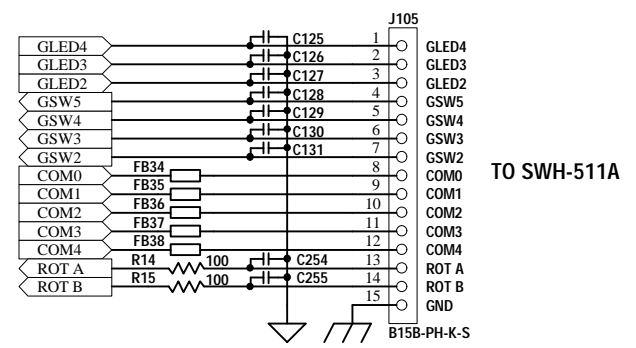 J105
GLED4 C125 1 GLED4
GLED3 C126 2 GLED3
GLED2 C127 3 GLED2
GSW5 C128 4 GSW5
GSW4 C129 5 GSW4
GSW3 C130 6 GSW3
GSW2 C131 7 GSW2
COM0 FB34 8 COM0
TO SWH-511A
COM1 FB35 9 COM1
COM2 FB36 10 COM2
COM3 FB37 11 COM3
COM4 FB38 12 COM4
ROT A R14 100 C254 13 ROT A
ROT B R15 100 C255 14 ROT B
15 GND
B15B-PH-K-S